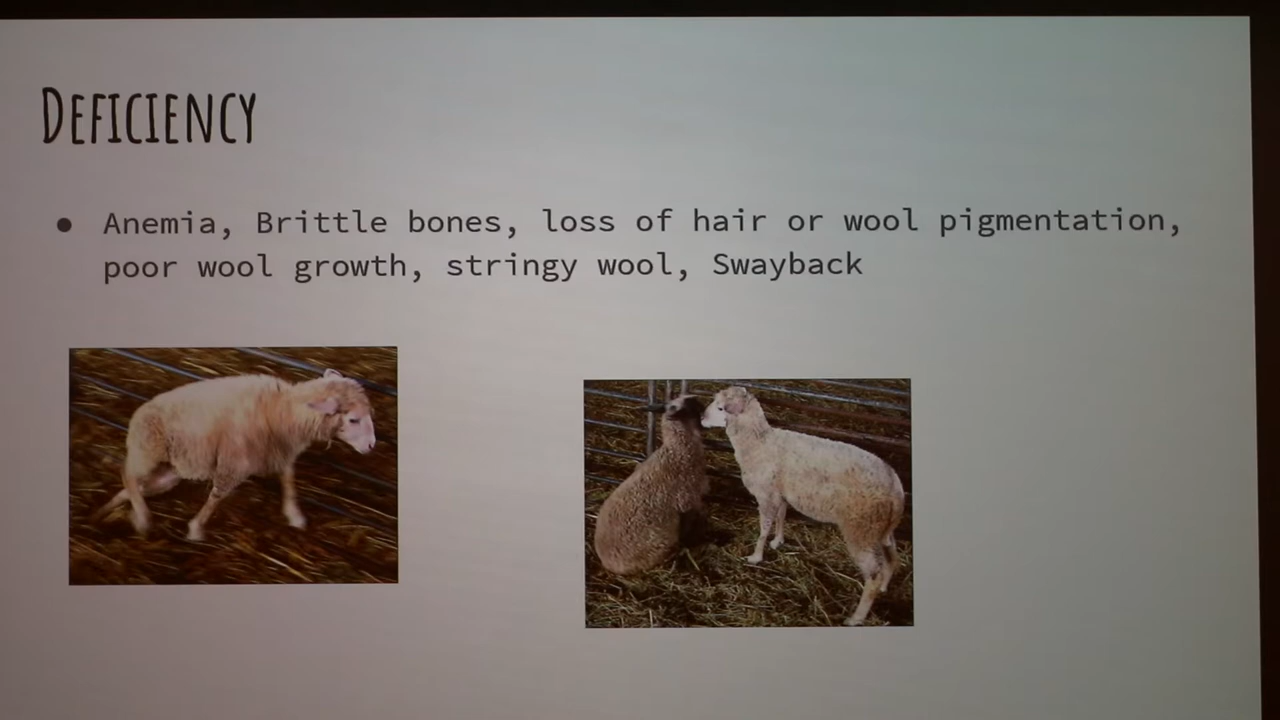 DEFICIENCY
● Anemia, Brittle bones, loss of hair or wool pigmentation,
poor wool growth, stringy wool, Swayback